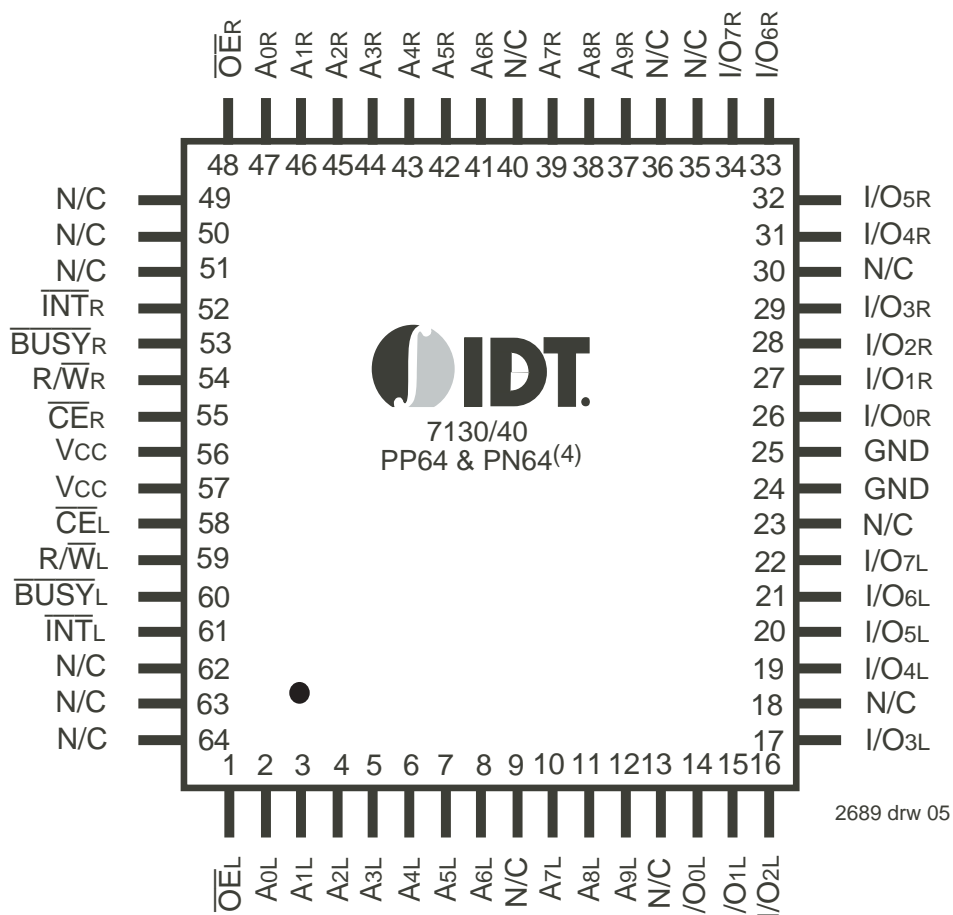 OER
A0R
A1R
A2R
A3R
A4R
A5R
A6R
N/C
A7R
A8R
A9R
N/C
N/C
I/O7R
I/O6R
48 47 46 45 44 43 42 41 40 39 38 37 36 35 34 33
N/C 49
N/C 50
N/C 51
INTR 52
BUSYR 53
R/WR 54
CER 55
VCC 56
VCC 57
CEL 58
R/WL 59
BUSYL 60
INTL 61
N/C 62
N/C 63
N/C 64
IDT.
7130/40
PP64 & PN64(4)
32 I/O5R
31 I/O4R
30 N/C
29 I/O3R
28 I/O2R
27 I/O1R
26 I/O0R
25 GND
24 GND
23 N/C
22 I/O7L
21 I/O6L
20 I/O5L
19 I/O4L
18 N/C
17 I/O3L
1 2 3 4 5 6 7 8 9 10 11 12 13 14 15 16
OEL
A0L
A1L
A2L
A3L
A4L
A5L
A6L
N/C
A7L
A8L
A9L
N/C
/O0L
/O1L
I/O2L
2689 drw 05